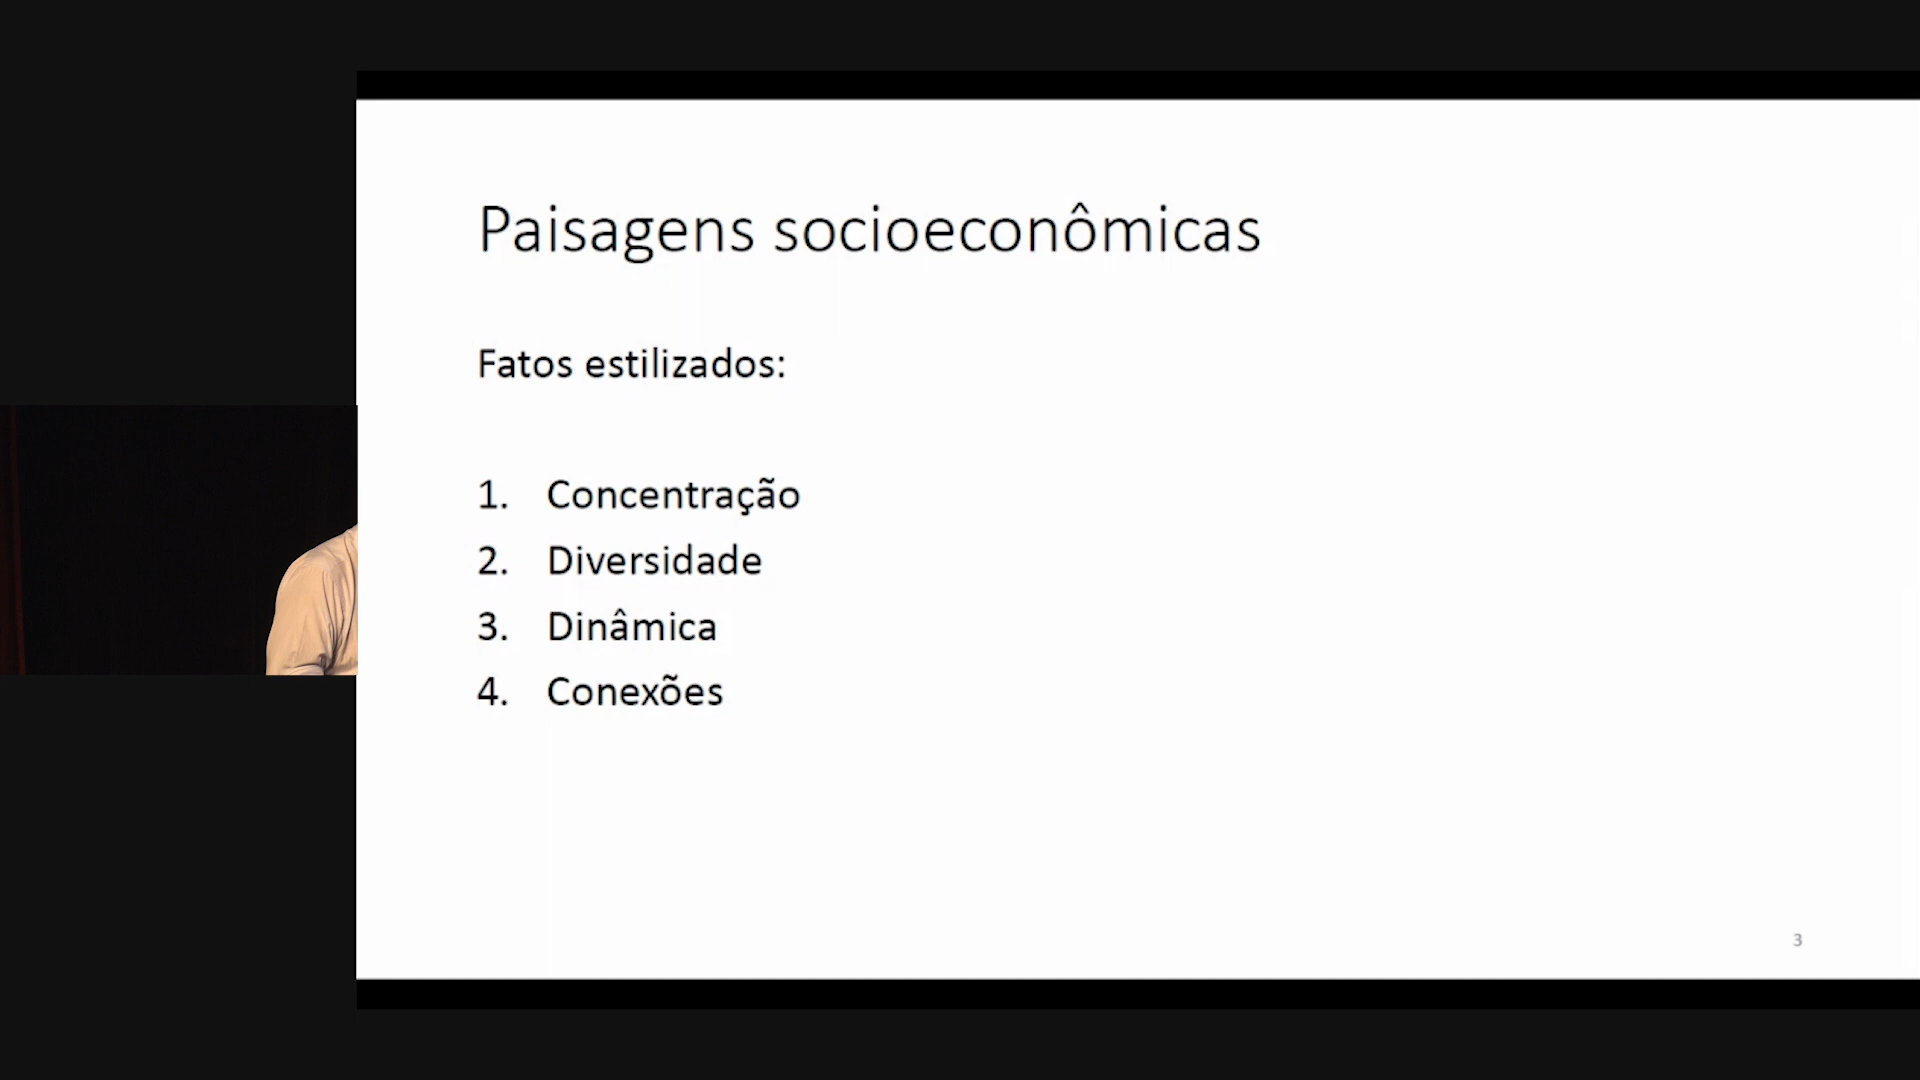 Paisagens socioeconômicas
Fatos estilizados:
1. Concentração
2. Diversidade
3. Dinâmica
4. Conexões
3